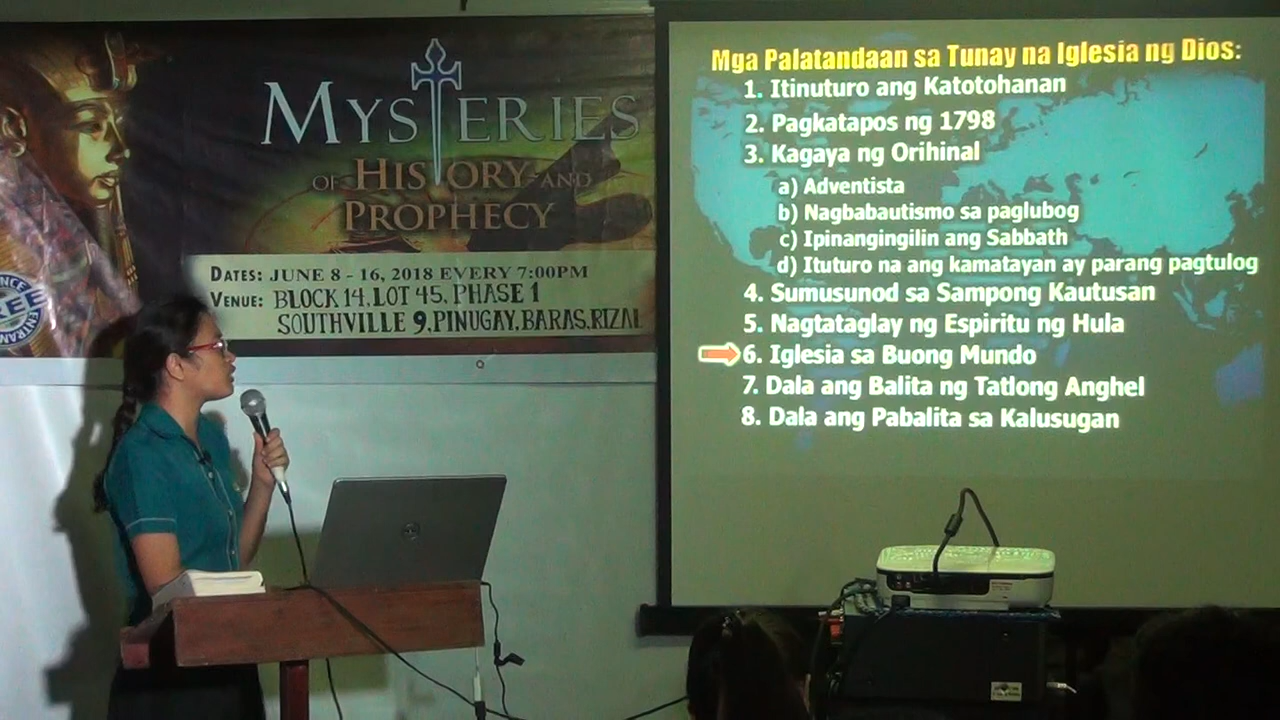 MYSTERIES
OF HISTORY AND
PROPHECY
DATES: JUNE 8 - 16, 2018 EVERY 7:00PM
VENUE: BLOCK 14, LOT 45, PHASE 1
SOUTHVILLE 9, PINUGAY, BARAS, RIZAL
FREE
Mga Palatandaan sa Tunay na Iglesia ng Dios:
1. Itinuturo ang Katotohanan
2. Pagkatapos ng 1798
3. Kagaya ng Orihinal
a) Adventista
b) Nagbabautismo sa paglubog
c) Ipinangingilin ang Sabbath
d) Ituturo na ang kamatayan ay parang pagtulog
4. Sumusunod sa Sampong Kautusan
5. Nagtataglay ng Espiritu ng Hula
6. Iglesia sa Buong Mundo
7. Dala ang Balita ng Tatlong Anghel
8. Dala ang Pabalita sa Kalusugan